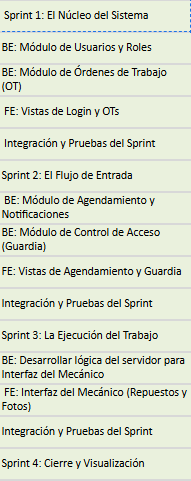 Sprint 1: El Núcleo del Sistema
BE: Módulo de Usuarios y Roles
BE: Módulo de Órdenes de Trabajo
(OT)
FE: Vistas de Login y OTs
Integración y Pruebas del Sprint
Sprint 2: El Flujo de Entrada
BE: Módulo de Agendamiento y
Notificaciones
BE: Módulo de Control de Acceso
(Guardia)
FE: Vistas de Agendamiento y Guardia
Integración y Pruebas del Sprint
Sprint 3: La Ejecución del Trabajo
BE: Desarrollar lógica del servidor para
Interfaz del Mecánico
FE: Interfaz del Mecánico (Repuestos y
Fotos)
Integración y Pruebas del Sprint
Sprint 4: Cierre y Visualización